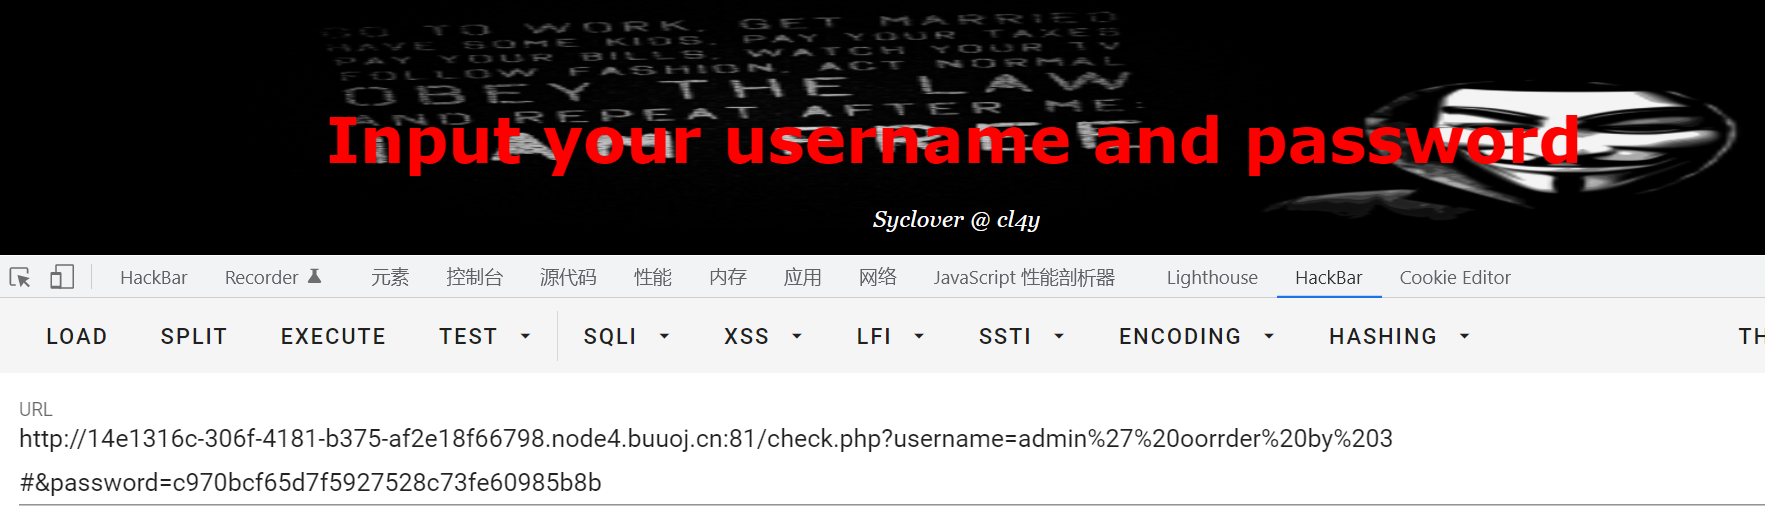 GO TO WORK, GET MARRIED
HAVE SOME KIDS, PAY YOUR TAXES
PAY YOUR BILLS, WATCH YOUR TV
FOLLOW FASHION, ACT NORMAL
OBEY THE LAW
AND REPEAT AFTER ME:
I AM FREE
Input your username and password
Syclover @ cl4y
HackBar Recorder 元素 控制台 源代码 性能 内存 应用 网络 JavaScript 性能剖析器 Lighthouse HackBar Cookie Editor
LOAD SPLIT EXECUTE TEST SQLI XSS LFI SSTI ENCODING HASHING TH
URL
http://14e1316c-306f-4181-b375-af2e18f66798.node4.buuoj.cn:81/check.php?username=admin%27%20oorrder%20by%203
#&password=c970bcf65d7f5927528c73fe60985b8b